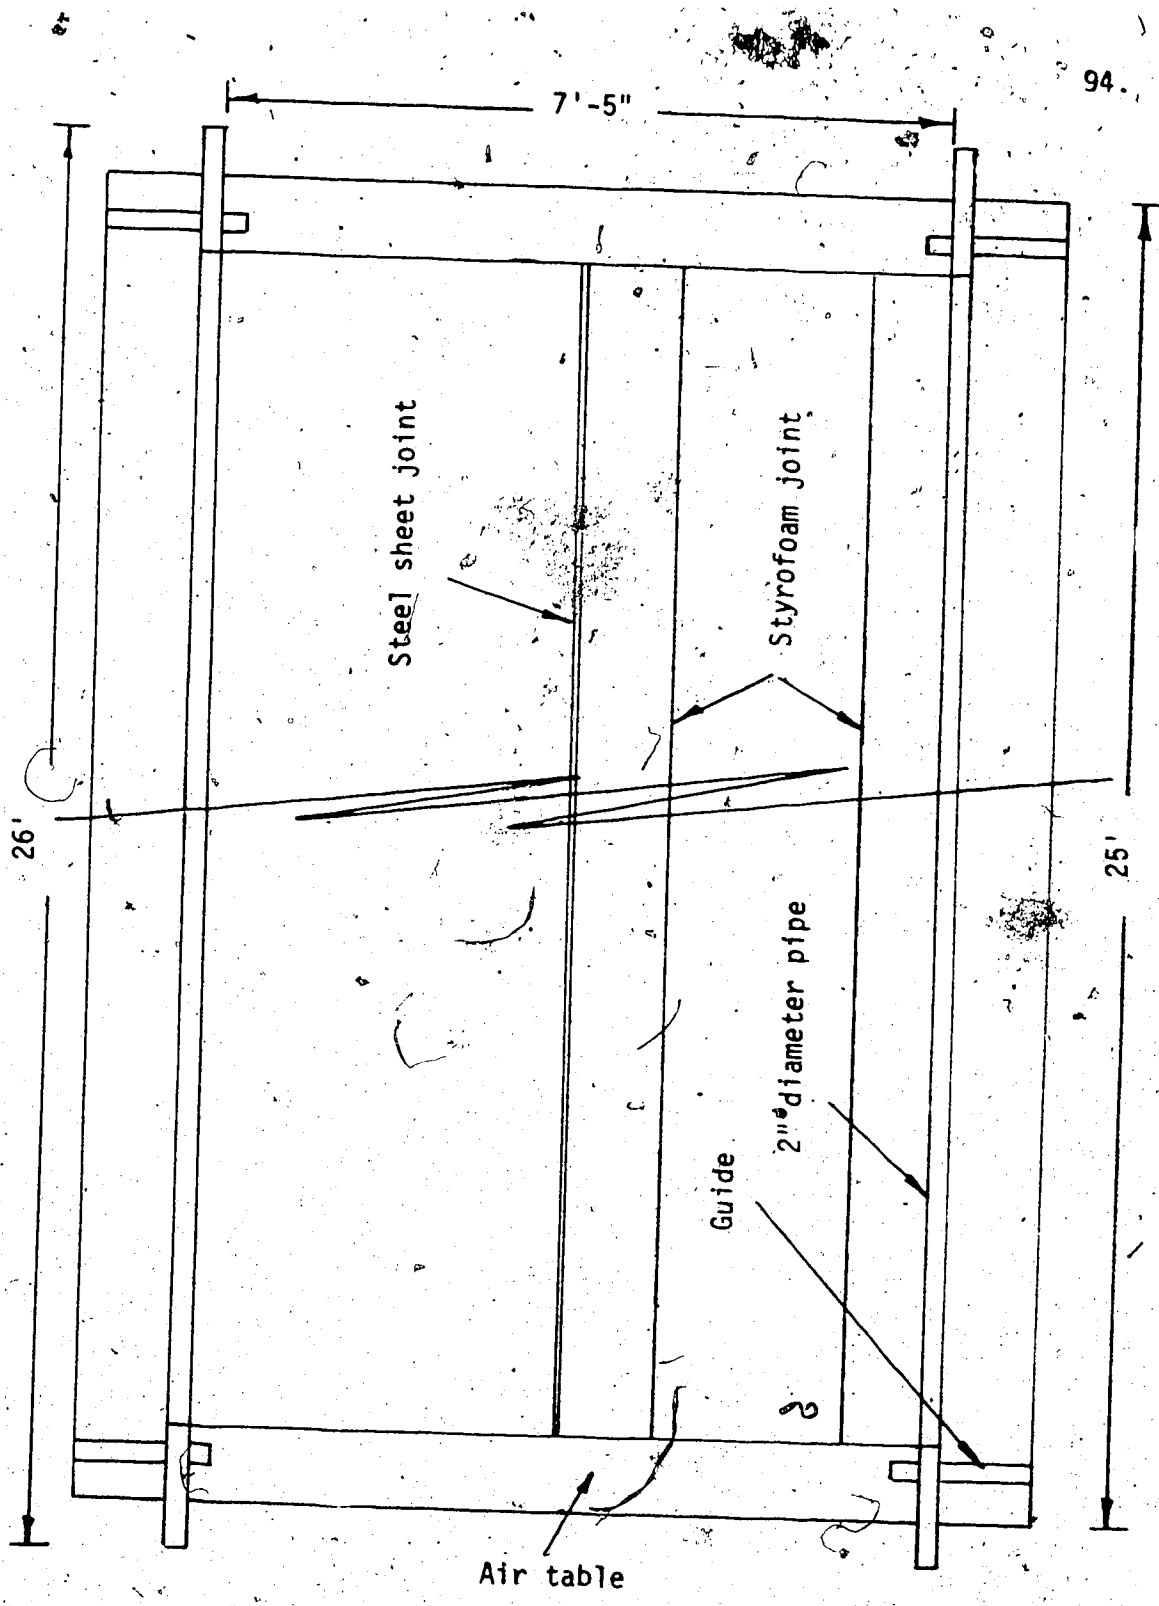 94.
7'-5"
Steel sheet joint
Styrofoam joint
26'
25'
2" diameter pipe
Guide
Air table